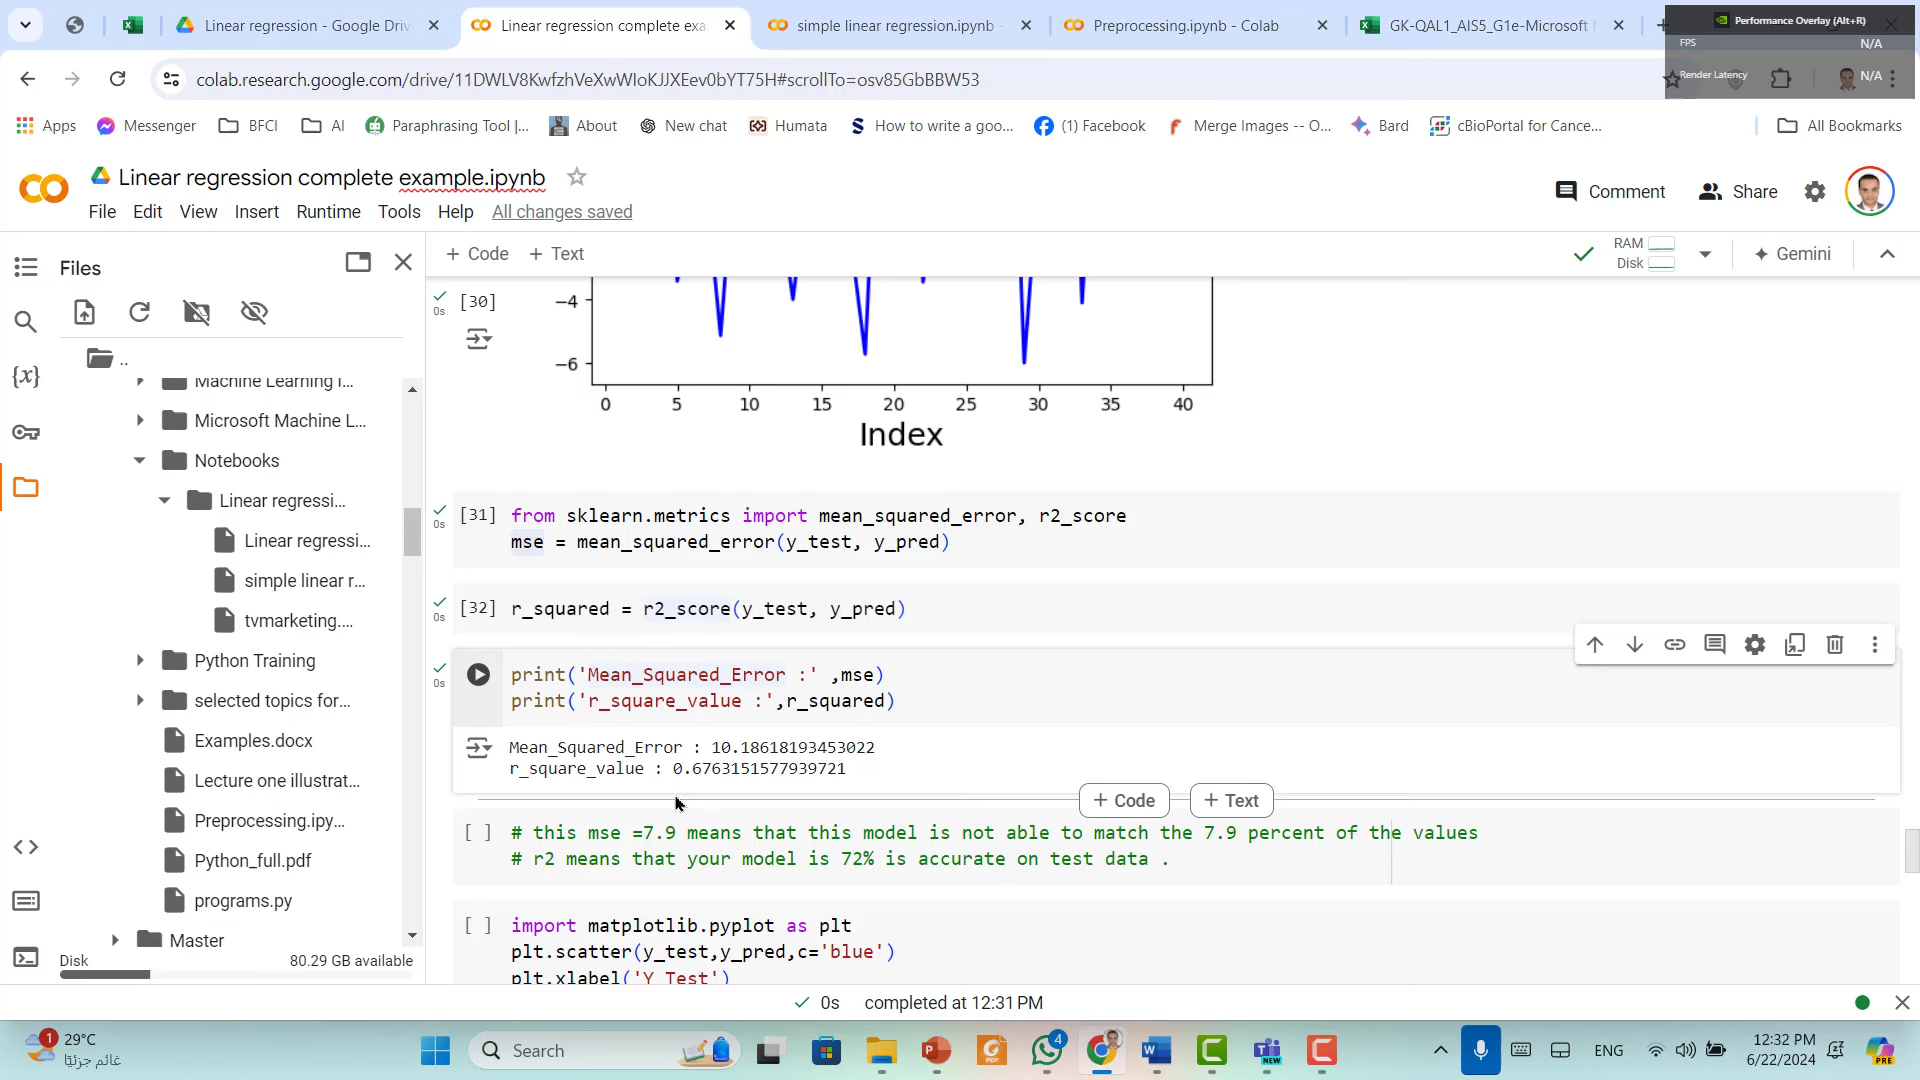 Linear regression - Google Driv
Linear regression complete exa
simple linear regression.ipynb -
Preprocessing.ipynb - Colab
GK-QAL1_AIS5_G1e-Microsoft
Performance Overlay (Alt+R)
FPS
N/A
Render Latency
N/A
colab.research.google.com/drive/11DWLV8KwfzhVeXwWIoKJJXEev0bYT75H#scrollTo=osv85GbBBW53
Apps
Messenger
BFCI
AI
Paraphrasing Tool |...
About
New chat
Humata
How to write a goo...
(1) Facebook
Merge Images -- O...
Bard
cBioPortal for Cance...
All Bookmarks
Linear regression complete example.ipynb
Comment
Share
File Edit View Insert Runtime Tools Help All changes saved
Files
+ Code + Text
RAM
Disk
Gemini
..
Machine Learning i...
Microsoft Machine L...
Notebooks
Linear regressi...
Linear regressi...
simple linear r...
tvmarketing....
Python Training
selected topics for...
Examples.docx
Lecture one illustrat...
Preprocessing.ipy...
Python_full.pdf
programs.py
Master
Disk
80.29 GB available
0s
[30]
−4
−6
0 5 10 15 20 25 30 35 40
Index
0s
[31] from sklearn.metrics import mean_squared_error, r2_score
mse = mean_squared_error(y_test, y_pred)
0s
[32] r_squared = r2_score(y_test, y_pred)
0s
print('Mean_Squared_Error :' ,mse)
print('r_square_value :',r_squared)
Mean_Squared_Error : 10.18618193453022
r_square_value : 0.6763151577939721
+ Code + Text
[ ] # this mse =7.9 means that this model is not able to match the 7.9 percent of the values
# r2 means that your model is 72% is accurate on test data .
[ ] import matplotlib.pyplot as plt
plt.scatter(y_test,y_pred,c='blue')
plt.xlabel('Y Test')
0s completed at 12:31 PM
1
29°C
غائم جزئيًا
Search
4
NEW
ENG
12:32 PM
6/22/2024
PRE